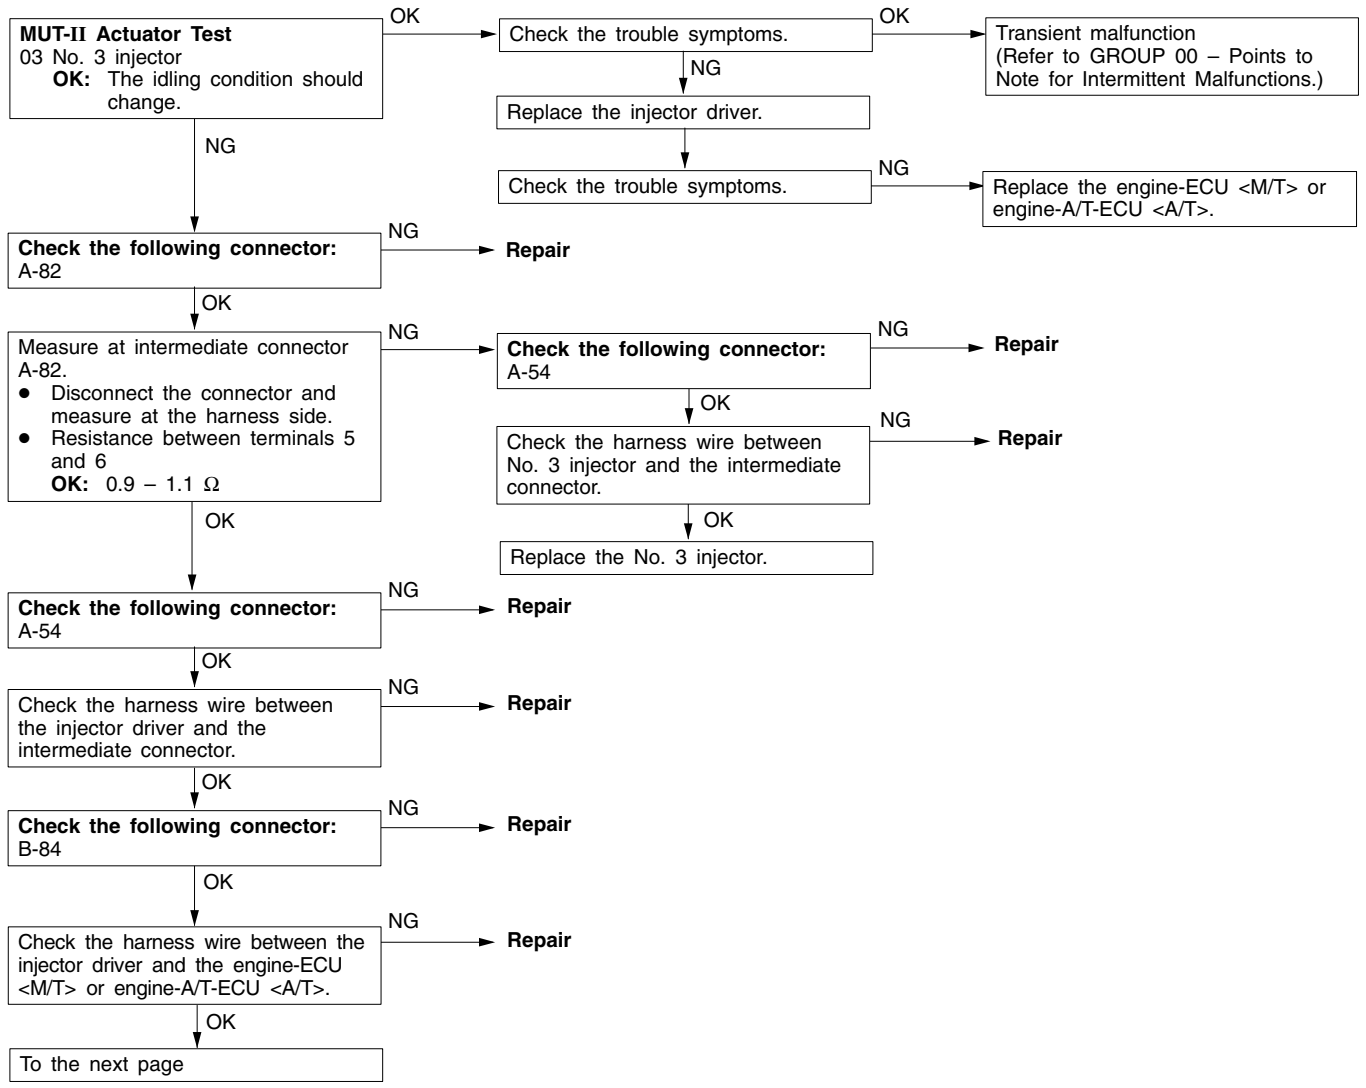 MUT-II Actuator Test
03 No. 3 injector
OK: The idling condition should
change.
OK
Check the trouble symptoms.
OK
Transient malfunction
(Refer to GROUP 00 – Points to
Note for Intermittent Malfunctions.)
NG
Replace the injector driver.
Check the trouble symptoms.
NG
Replace the engine-ECU <M/T> or
engine-A/T-ECU <A/T>.
NG
Check the following connector:
A-82
NG
Repair
OK
Measure at intermediate connector
A-82.
● Disconnect the connector and
measure at the harness side.
● Resistance between terminals 5
and 6
OK: 0.9 – 1.1 Ω
NG
Check the following connector:
A-54
NG
Repair
OK
Check the harness wire between
No. 3 injector and the intermediate
connector.
NG
Repair
OK
Replace the No. 3 injector.
OK
Check the following connector:
A-54
NG
Repair
OK
Check the harness wire between
the injector driver and the
intermediate connector.
NG
Repair
OK
Check the following connector:
B-84
NG
Repair
OK
Check the harness wire between the
injector driver and the engine-ECU
<M/T> or engine-A/T-ECU <A/T>.
NG
Repair
OK
To the next page